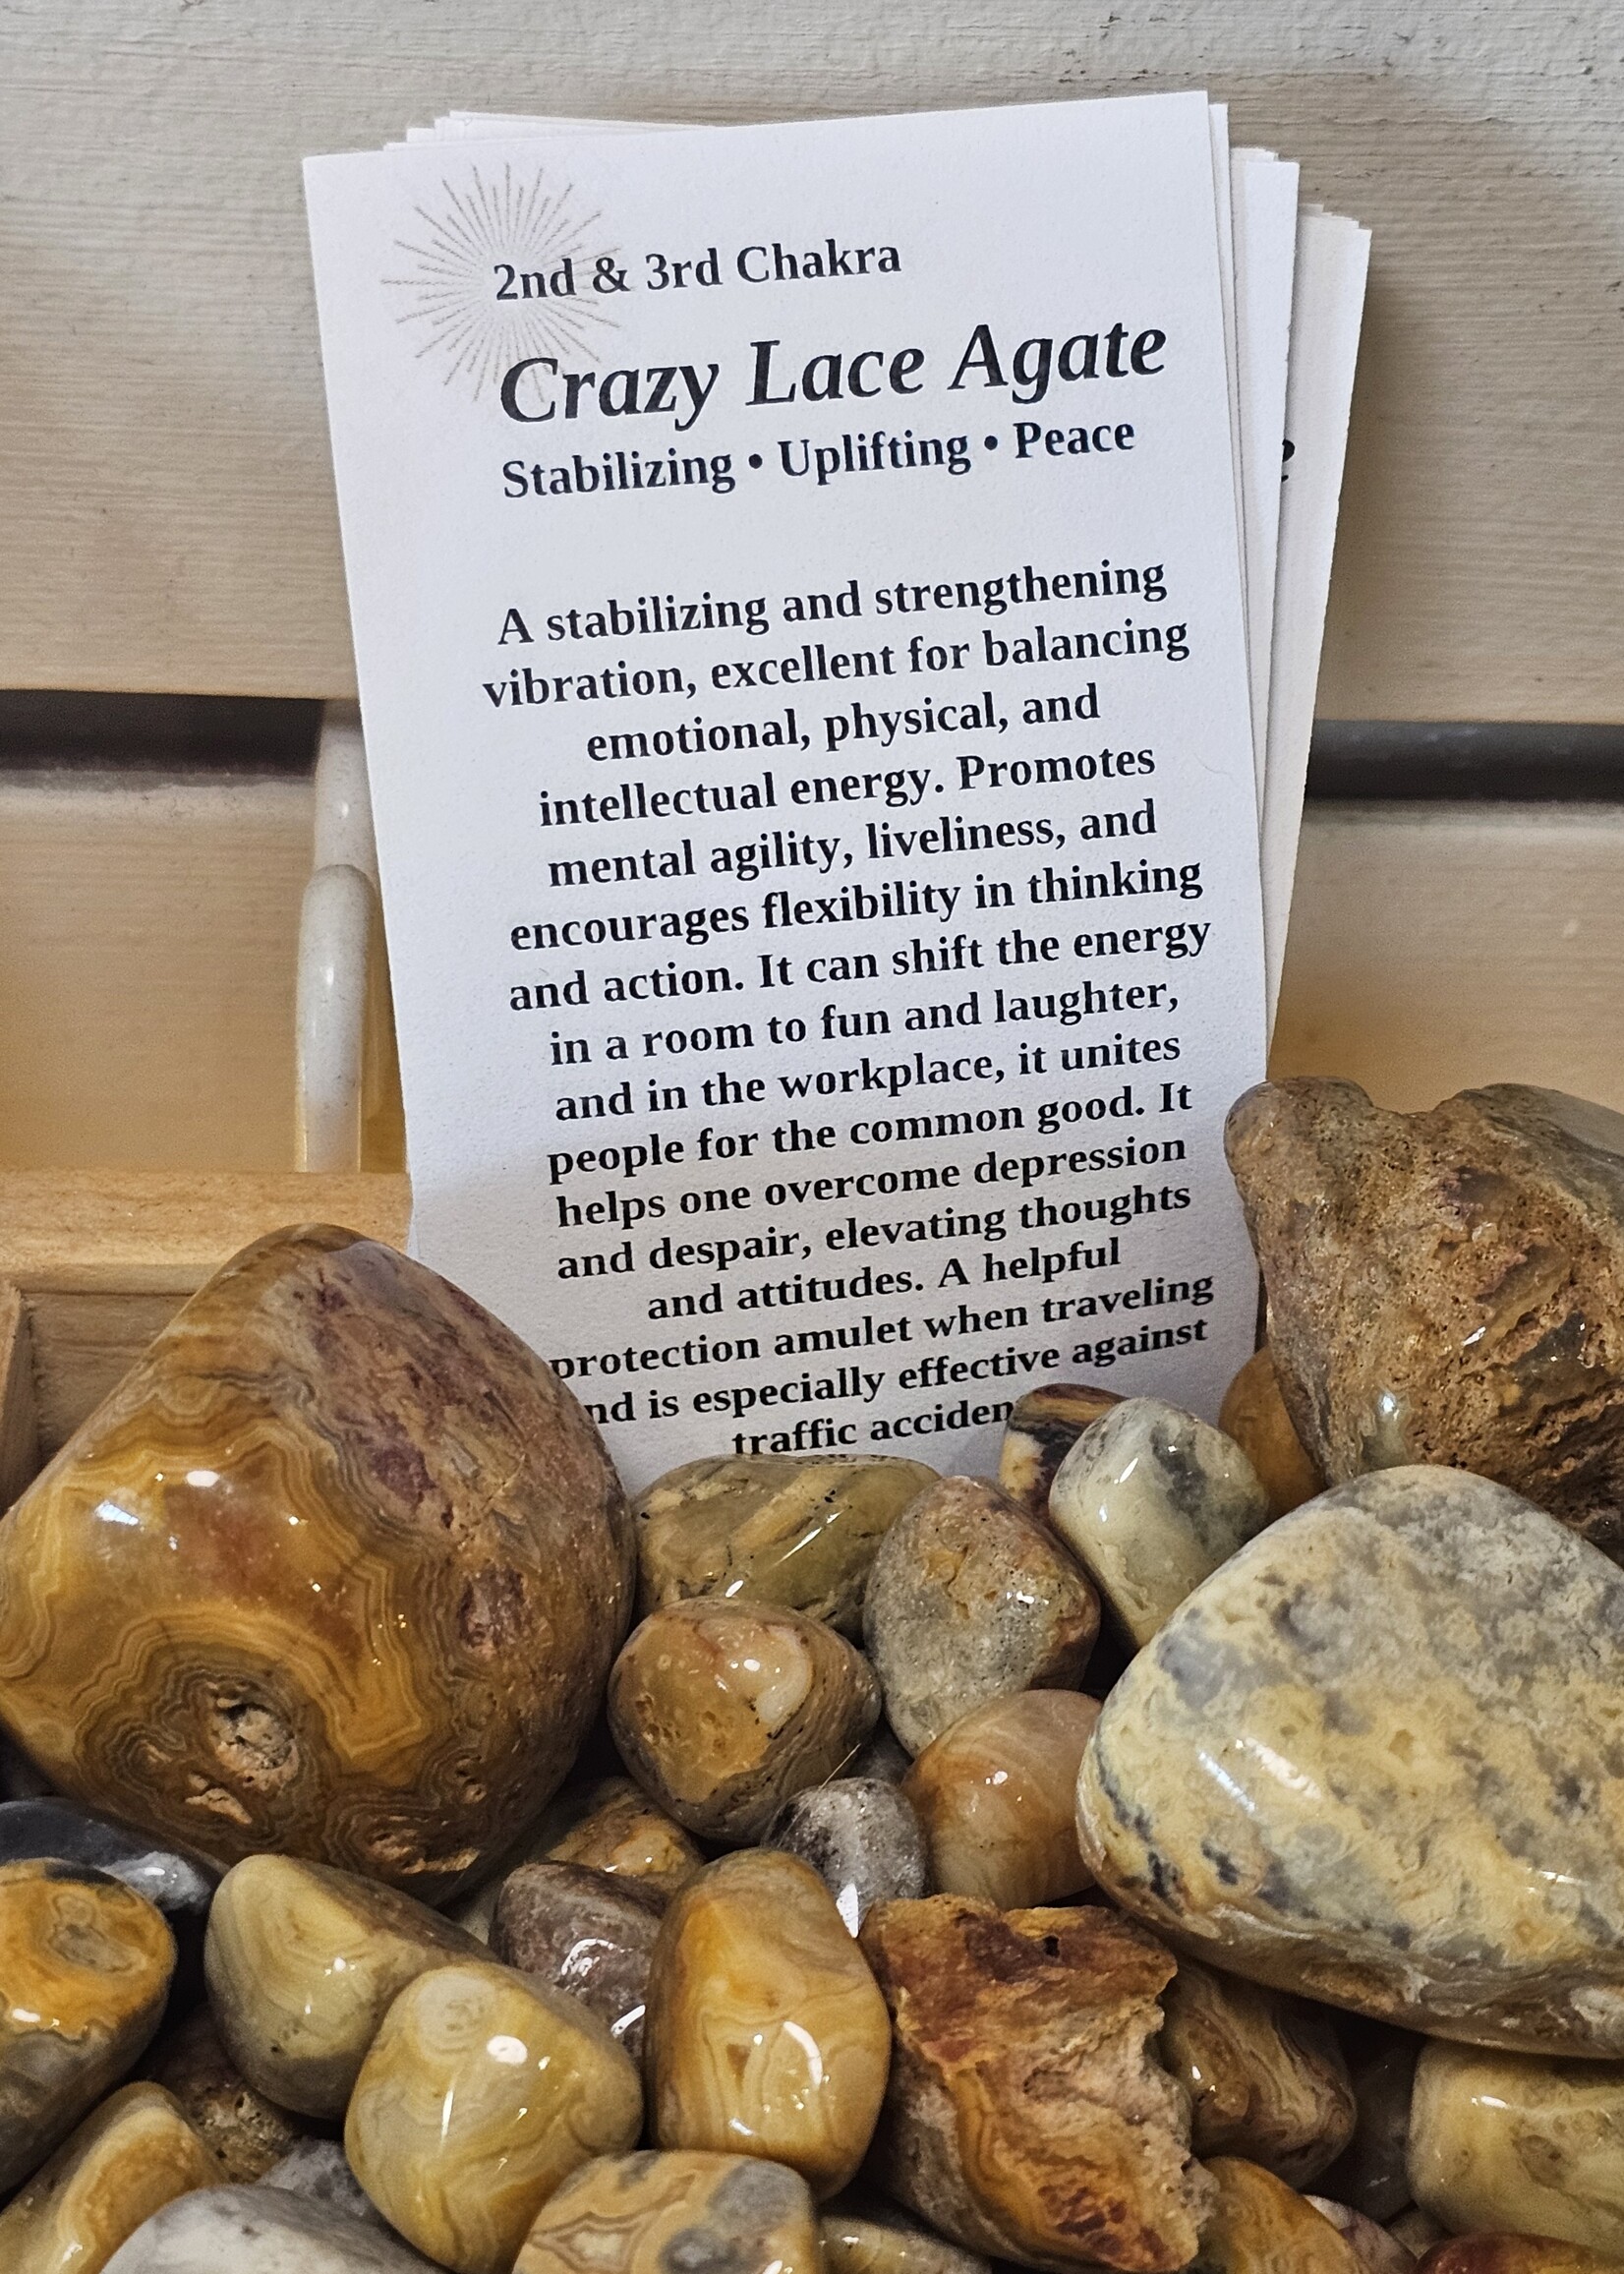 2nd & 3rd Chakra
Crazy Lace Agate
Stabilizing • Uplifting • Peace
A stabilizing and strengthening
vibration, excellent for balancing
emotional, physical, and
intellectual energy. Promotes
mental agility, liveliness, and
encourages flexibility in thinking
and action. It can shift the energy
in a room to fun and laughter,
and in the workplace, it unites
people for the common good. It
helps one overcome depression
and despair, elevating thoughts
and attitudes. A helpful
protection amulet when traveling
nd is especially effective against
traffic acciden